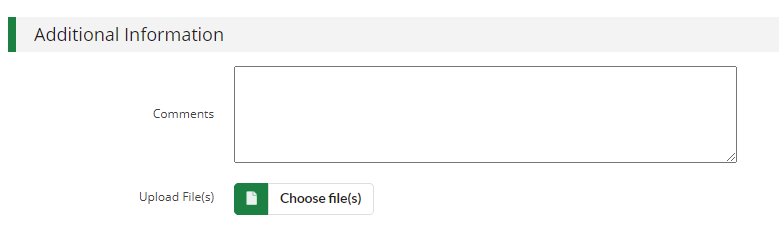 Additional Information
Comments
Upload File(s)
Choose file(s)